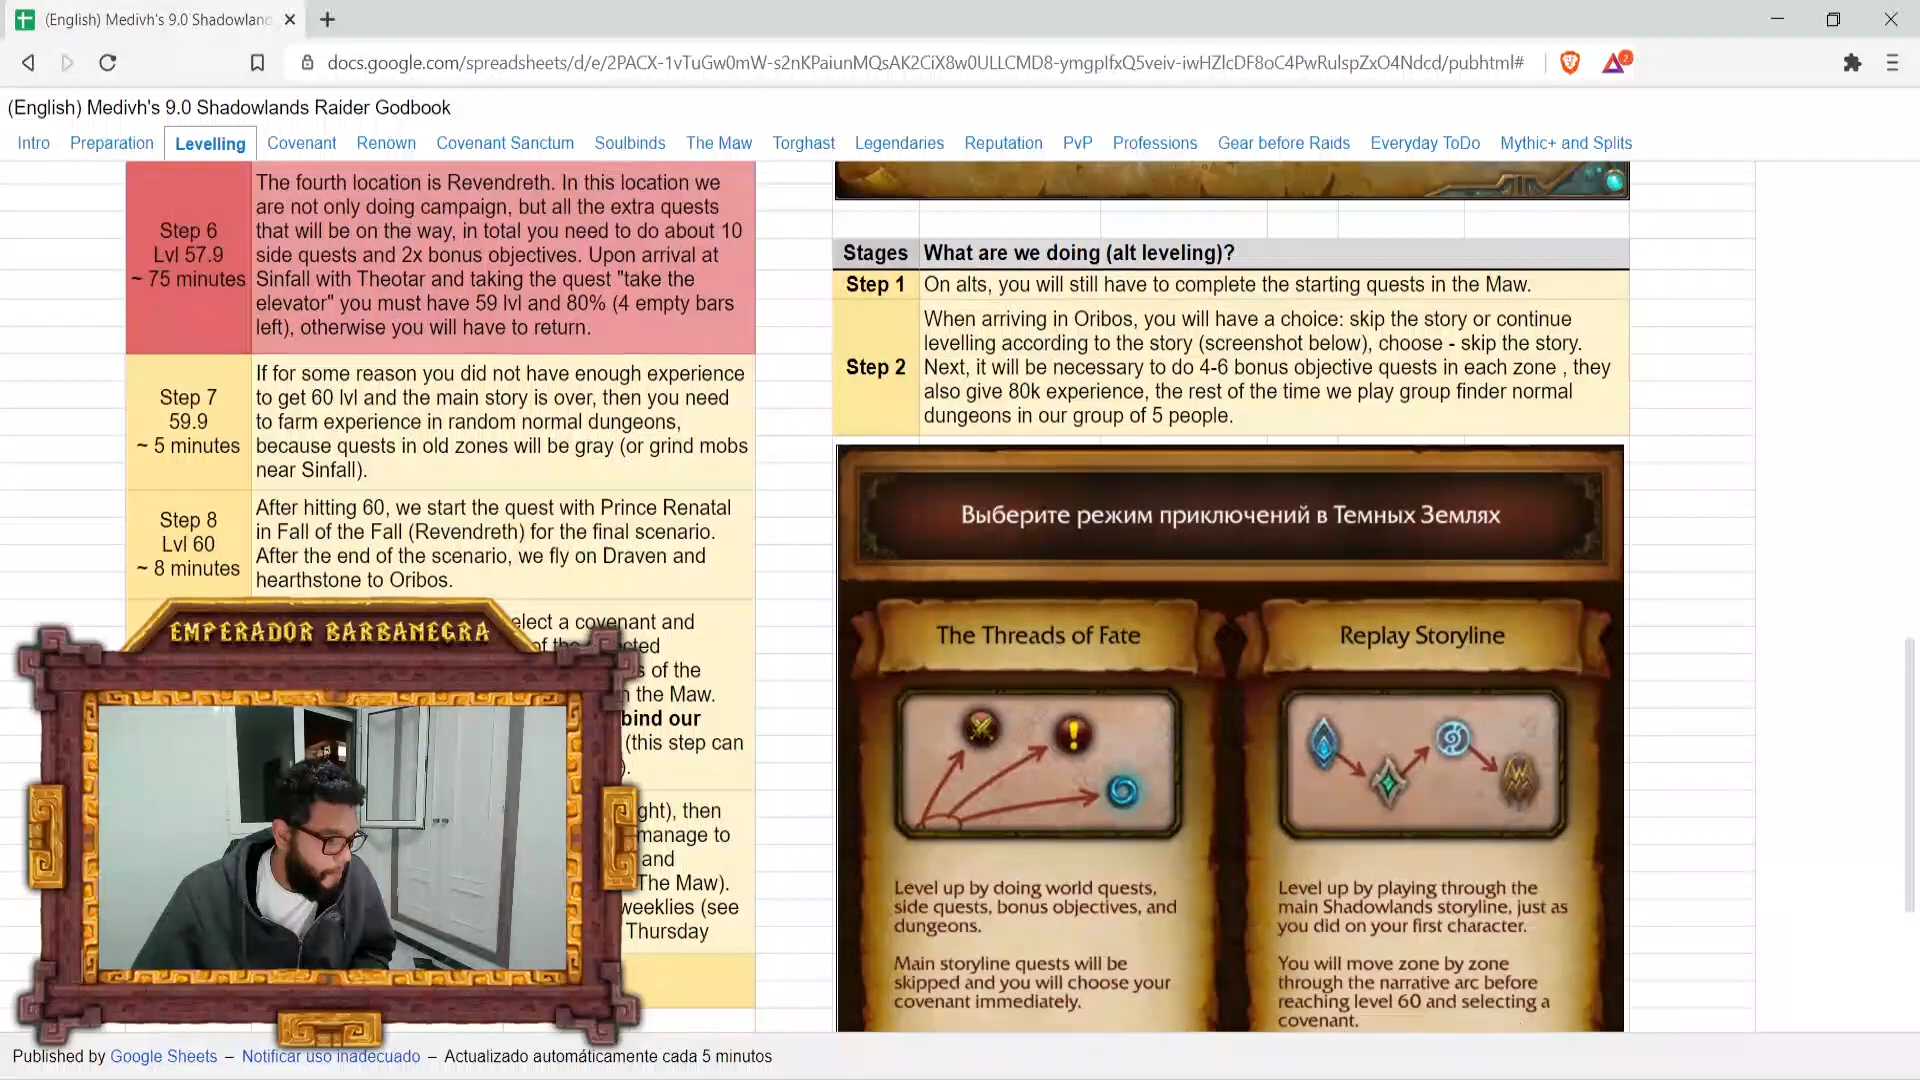 (English) Medivh's 9.0 Shadowlanc
docs.google.com/spreadsheets/d/e/2PACX-1vTuGw0mW-s2nKPaiunMQsAK2CiX8w0ULLCMD8-ymgplfxQ5veiv-iwHZlcDF8oC4PwRulspZxO4Ndcd/pubhtml#
2
(English) Medivh's 9.0 Shadowlands Raider Godbook
Intro Preparation Levelling Covenant Renown Covenant Sanctum Soulbinds The Maw Torghast Legendaries Reputation PvP Professions Gear before Raids Everyday ToDo Mythic+ and Splits
Step 6
Lvl 57.9
~ 75 minutes
The fourth location is Revendreth. In this location we
are not only doing campaign, but all the extra quests
that will be on the way, in total you need to do about 10
side quests and 2x bonus objectives. Upon arrival at
Sinfall with Theotar and taking the quest "take the
elevator" you must have 59 lvl and 80% (4 empty bars
left), otherwise you will have to return.
Step 7
59.9
~ 5 minutes
If for some reason you did not have enough experience
to get 60 lvl and the main story is over, then you need
to farm experience in random normal dungeons,
because quests in old zones will be gray (or grind mobs
near Sinfall).
Step 8
Lvl 60
~ 8 minutes
After hitting 60, we start the quest with Prince Renatal
in Fall of the Fall (Revendreth) for the final scenario.
After the end of the scenario, we fly on Draven and
hearthstone to Oribos.
elect a covenant and
of the
cted
s of the
n the Maw.
bind our
(this step can
).
ght), then
manage to
and
The Maw).
weeklies (see
Thursday
EMPERADOR BARBANEGRA
Stages What are we doing (alt leveling)?
Step 1 On alts, you will still have to complete the starting quests in the Maw.
Step 2
When arriving in Oribos, you will have a choice: skip the story or continue
levelling according to the story (screenshot below), choose - skip the story.
Next, it will be necessary to do 4-6 bonus objective quests in each zone , they
also give 80k experience, the rest of the time we play group finder normal
dungeons in our group of 5 people.
Выберите режим приключений в Темных Землях
The Threads of Fate
Level up by doing world quests,
side quests, bonus objectives, and
dungeons.
Main storyline quests will be
skipped and you will choose your
covenant immediately.
Replay Storyline
Level up by playing through the
main Shadowlands storyline, just as
you did on your first character.
You will move zone by zone
through the narrative arc before
reaching level 60 and selecting a
covenant.
Published by Google Sheets – Notificar uso inadecuado – Actualizado automáticamente cada 5 minutos